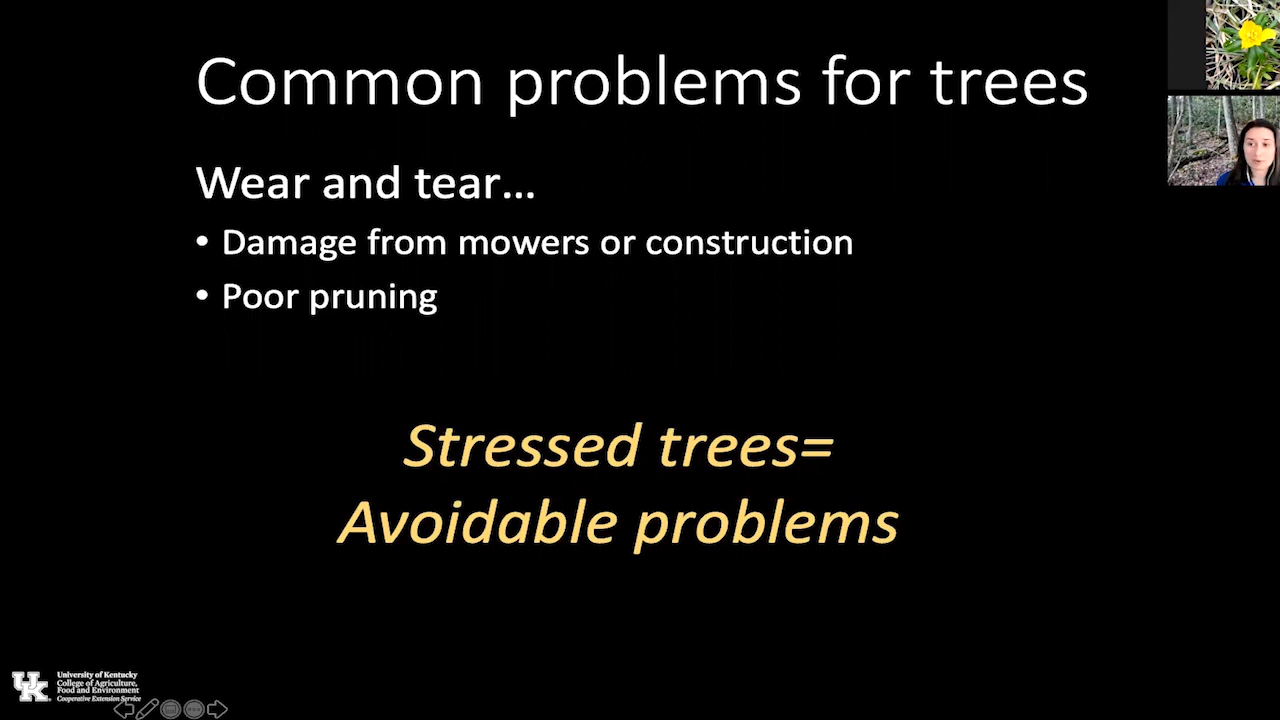 Common problems for trees
Wear and tear...
• Damage from mowers or construction
• Poor pruning
Stressed trees=
Avoidable problems
UK
University of Kentucky
College of Agriculture,
Food and Environment
Cooperative Extension Service